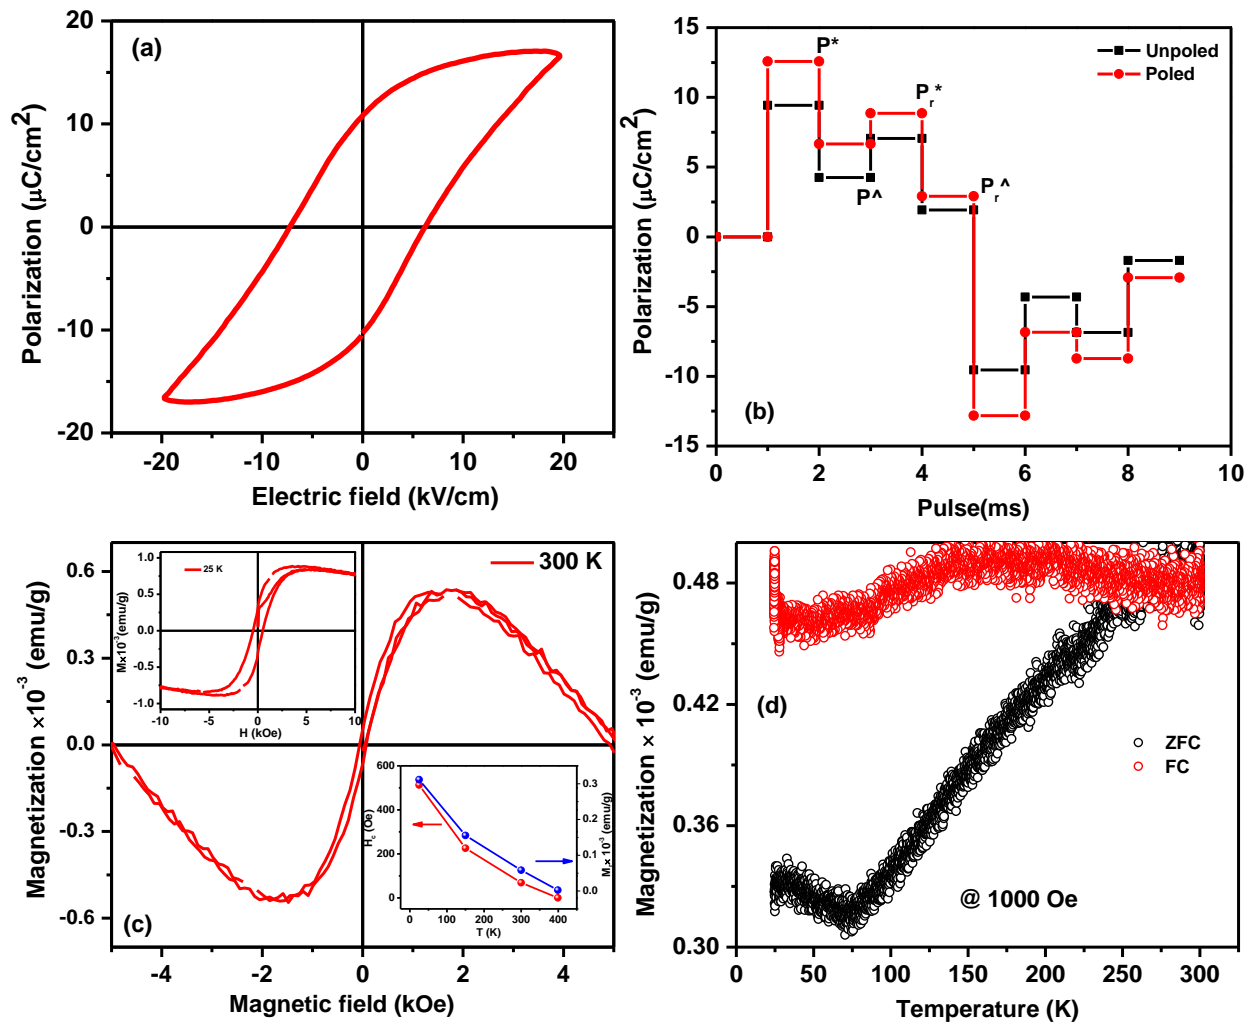 (a)
20
10
0
-10
-20
-20
-10
0
10
20
Polarization (μC/cm²)
Electric field (kV/cm)
(b)
15
10
5
0
-5
-10
-15
0
2
4
6
8
10
Polarization (μC/cm²)
Pulse(ms)
Unpoled
Poled
P*
P^
Pr*
Pr^
(c)
300 K
0.6
0.3
0.0
-0.3
-0.6
-4
-2
0
2
4
Magnetization ×10⁻³ (emu/g)
Magnetic field (kOe)
25 K
1.0
0.5
0.0
-0.5
-1.0
-10
-5
0
5
10
M×10⁻³(emu/g)
H (kOe)
600
400
200
0
0
100
200
300
400
0.3
0.2
0.1
0.0
Hc (Oe)
Mr×10⁻³ (emu/g)
T (K)
(d)
0.48
0.42
0.36
0.30
0
50
100
150
200
250
300
Magnetization × 10⁻³ (emu/g)
Temperature (K)
ZFC
FC
@ 1000 Oe